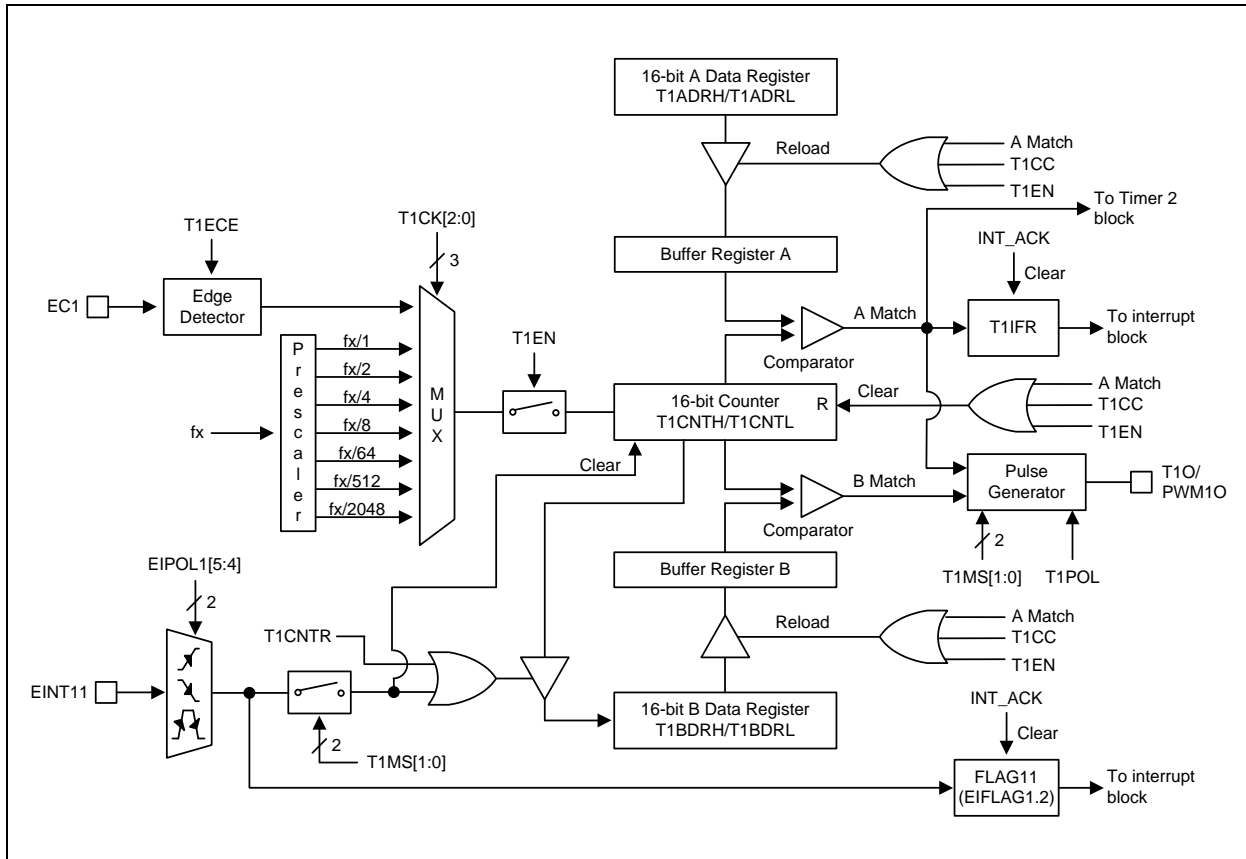 16-bit A Data Register
T1ADRH/T1ADRL
Reload
A Match
T1CC
T1EN
To Timer 2
block
T1CK[2:0]
3
T1ECE
INT_ACK
Clear
Buffer Register A
EC1
Edge
Detector
A Match
T1IFR
To interrupt
block
Comparator
T1EN
Prescaler
fx/1
fx/2
fx/4
fx/8
fx/64
fx/512
fx/2048
fx
MUX
16-bit Counter
T1CNTH/T1CNTL
R
Clear
A Match
T1CC
T1EN
Clear
B Match
Comparator
Pulse
Generator
T1O/
PWM1O
2
T1MS[1:0]
T1POL
EIPOL1[5:4]
2
Buffer Register B
Reload
A Match
T1CC
T1EN
T1CNTR
EINT11
2
T1MS[1:0]
16-bit B Data Register
T1BDRH/T1BDRL
INT_ACK
Clear
FLAG11
(EIFLAG1.2)
To interrupt
block